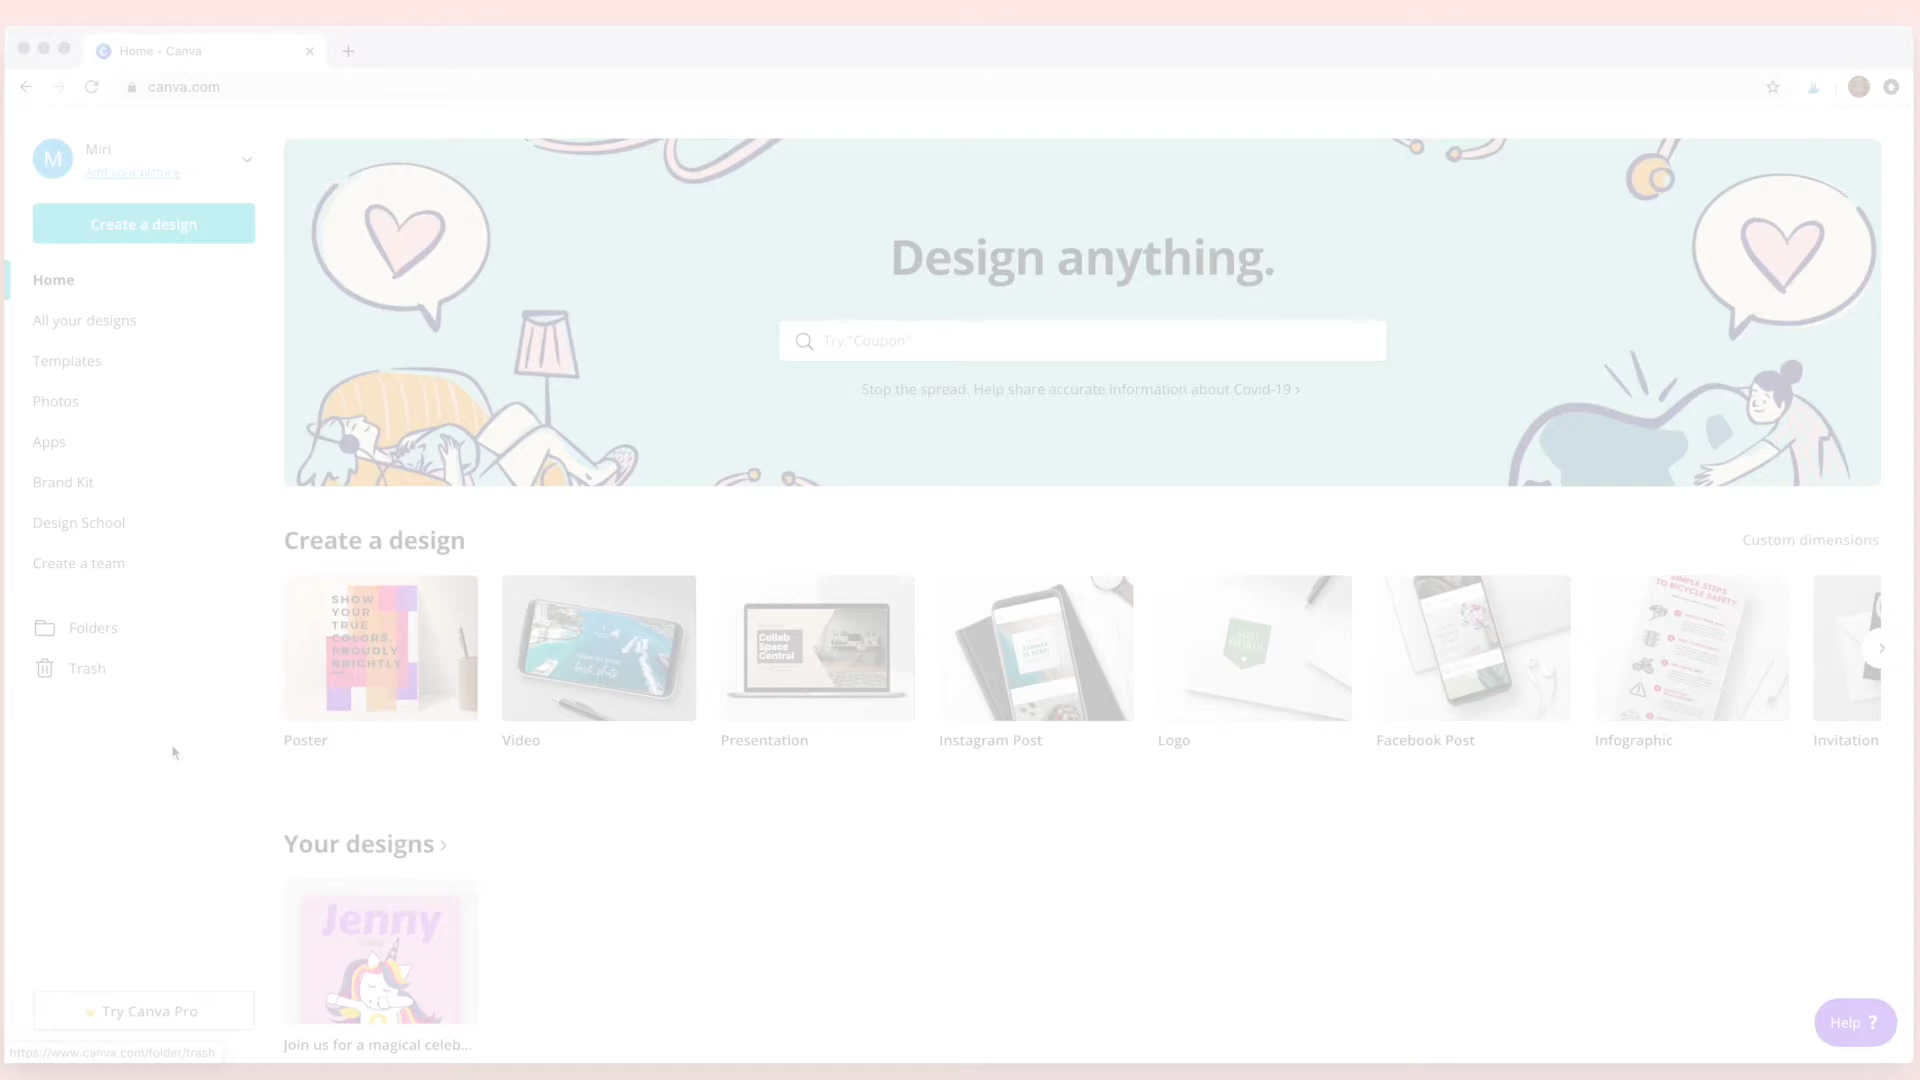 Home - Canva
canva.com
M
Miri
Add your picture
Create a design
Home
All your designs
Templates
Photos
Apps
Brand Kit
Design School
Create a team
Folders
Trash
Try Canva Pro
https://www.canva.com/folder/trash
Design anything.
Try "Coupon"
Stop the spread. Help share accurate information about Covid-19 ›
Create a design
Custom dimensions
SHOW
YOUR
TRUE
COLORS.
PROUDLY
BRIGHTLY
Collab
Space
Central
SUMMER
IS HERE!
SIMPLE STEPS
TO BICYCLE SAFETY
Poster
Video
Presentation
Instagram Post
Logo
Facebook Post
Infographic
Invitation
Your designs ›
Jenny
Join us for a magical celeb...
Help ?